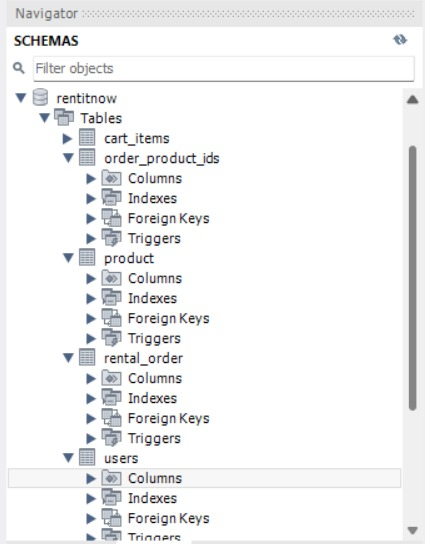 Navigator
SCHEMAS
Filter objects
rentitnow
Tables
cart_items
order_product_ids
Columns
Indexes
Foreign Keys
Triggers
product
Columns
Indexes
Foreign Keys
Triggers
rental_order
Columns
Indexes
Foreign Keys
Triggers
users
Columns
Indexes
Foreign Keys
Triggers